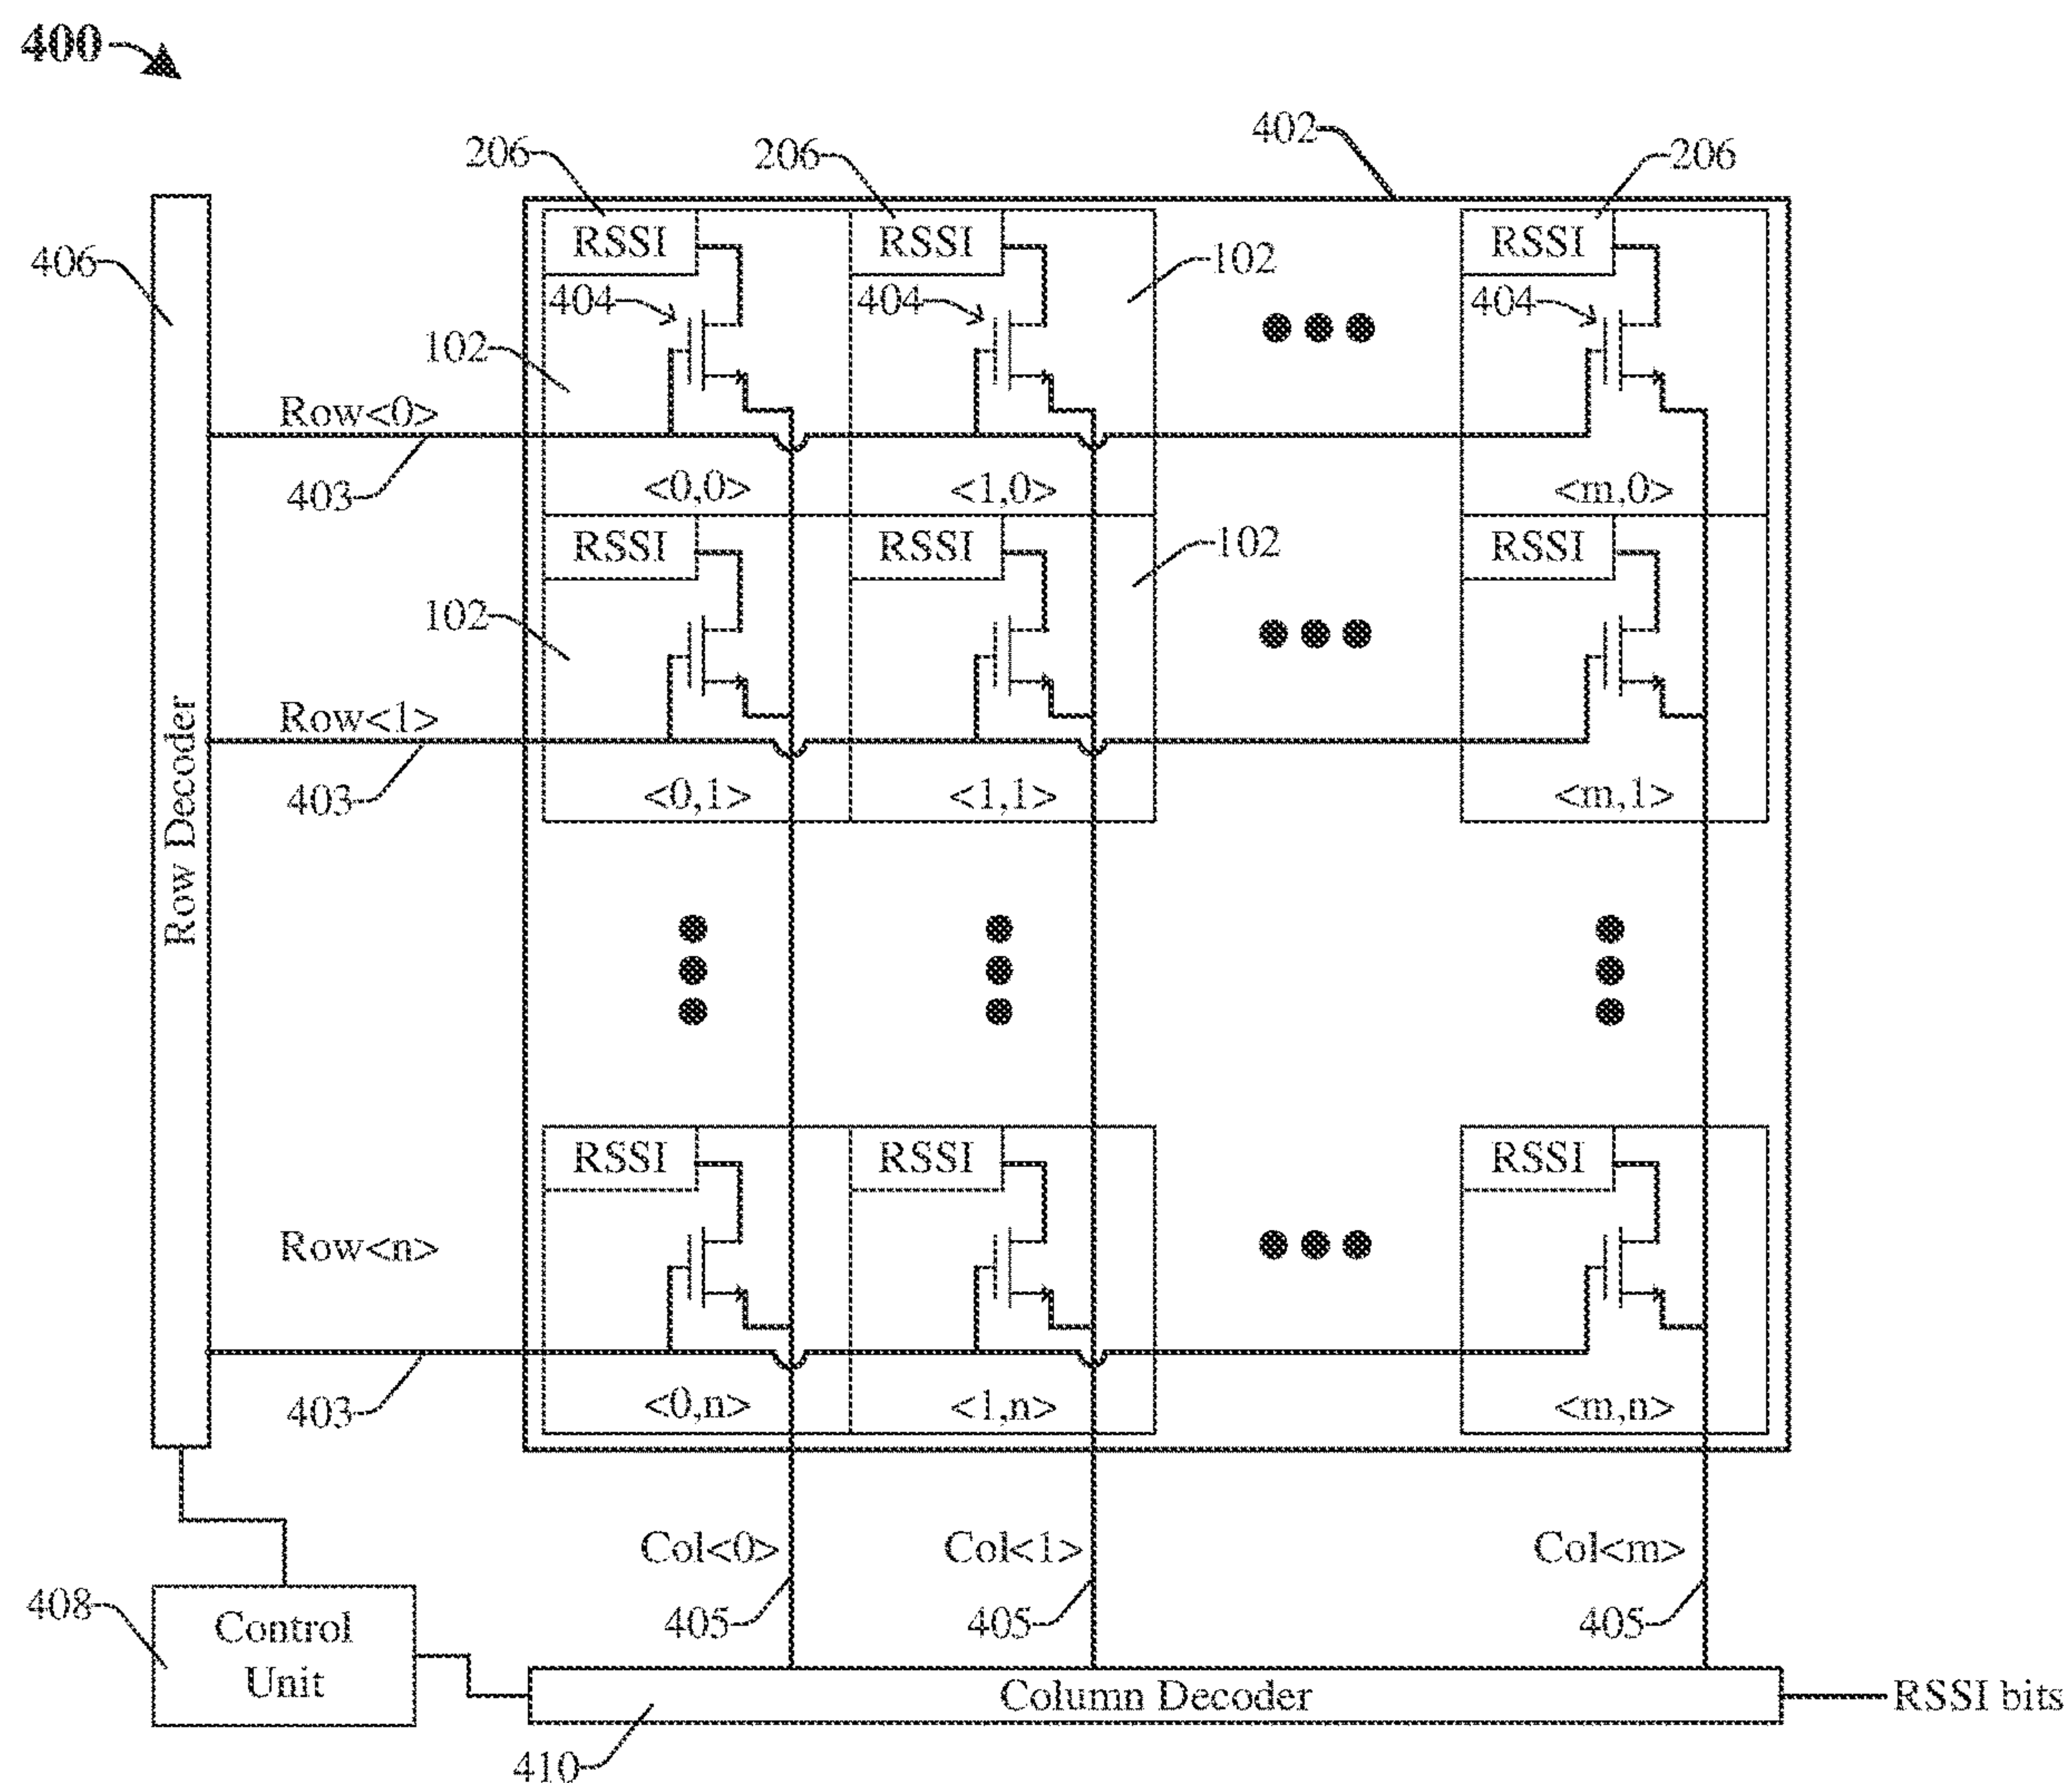 400
402
206 206 206
RSSI RSSI RSSI
406
102
404 404 404
102
Row<0>
403
<0,0> <1,0> <m,0>
RSSI RSSI RSSI
102
102
Row<1>
403
<0,1> <1,1> <m,1>
Row Decoder
RSSI RSSI RSSI
Row<n>
403
<0,n> <1,n> <m,n>
Col<0> Col<1> Col<m>
408
405 405 405
Control
Unit
Column Decoder
RSSI bits
410